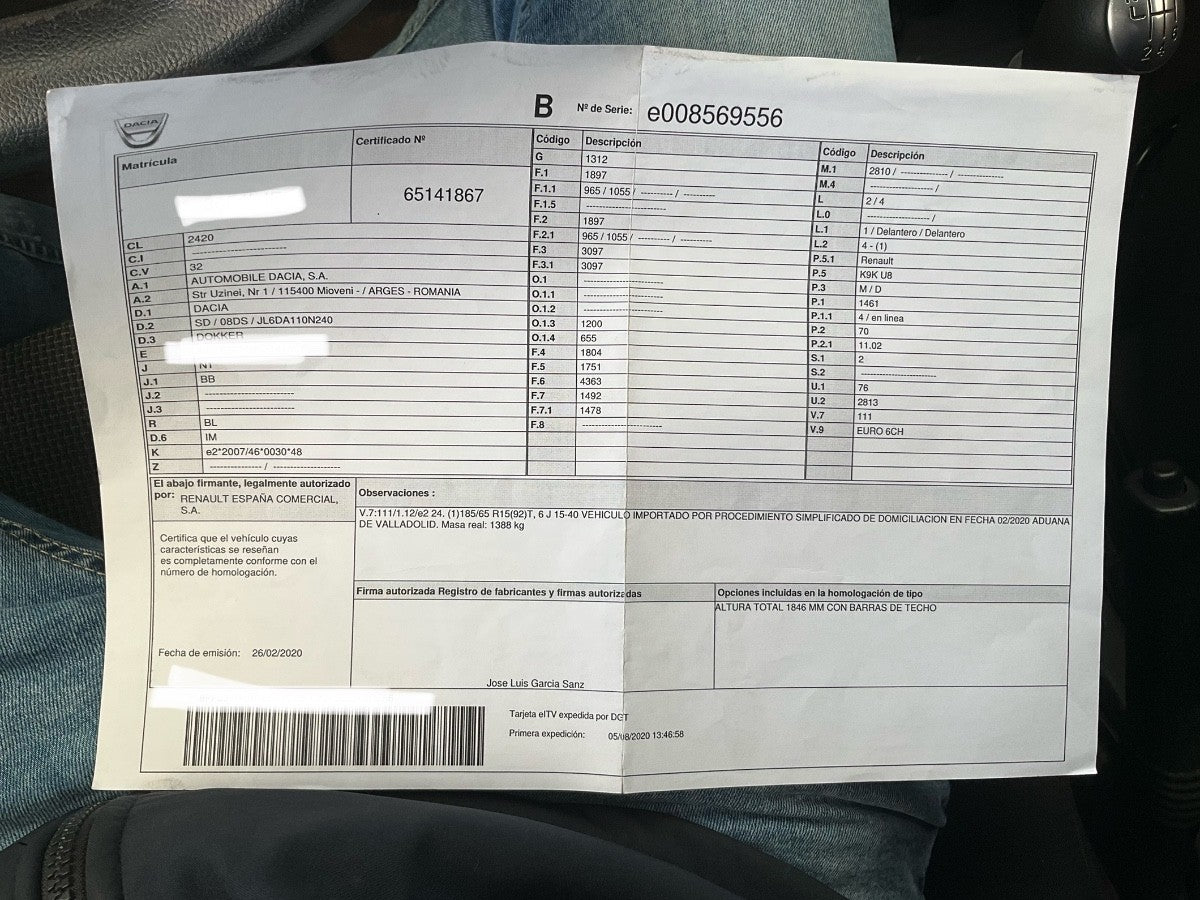 DACIA
B Nº de Serie: e008569556
Matrícula
Certificado Nº
65141867
CL 2420
C.I --------------------
C.V 32
A.1 AUTOMOBILE DACIA, S.A.
A.2 Str Uzinei, Nr 1 / 115400 Mioveni - / ARGES - ROMANIA
D.1 DACIA
D.2 SD / 08DS / JL6DA110N240
D.3 DOKKER
E
J N1
J.1 BB
J.2 --------------------
J.3 --------------------
R BL
D.6 IM
K e2*2007/46*0030*48
Z --------------- / -------------------
Código Descripción
G 1312
F.1 1897
F.1.1 965 / 1055 / ---------- / ----------
F.1.5 --------------------
F.2 1897
F.2.1 965 / 1055 / ---------- / ----------
F.3 3097
F.3.1 3097
O.1 --------------------
O.1.1 --------------------
O.1.2 --------------------
O.1.3 1200
O.1.4 655
F.4 1804
F.5 1751
F.6 4363
F.7 1492
F.7.1 1478
F.8 --------------------
Código Descripción
M.1 2810 / --------------- / ---------------
M.4 -------------------- /
L 2 / 4
L.0 -------------------- /
L.1 1 / Delantero / Delantero
L.2 4 - (1)
P.5.1 Renault
P.5 K9K U8
P.3 M / D
P.1 1461
P.1.1 4 / en linea
P.2 70
P.2.1 11.02
S.1 2
S.2 --------------------
U.1 76
U.2 2813
V.7 111
V.9 EURO 6CH
El abajo firmante, legalmente autorizado
por: RENAULT ESPAÑA COMERCIAL,
S.A.
Certifica que el vehículo cuyas
características se reseñan
es completamente conforme con el
número de homologación.
Fecha de emisión: 26/02/2020
Observaciones :
V.7:111/1.12/e2 24. (1)185/65 R15(92)T, 6 J 15-40 VEHICULO IMPORTADO POR PROCEDIMIENTO SIMPLIFICADO DE DOMICILIACION EN FECHA 02/2020 ADUANA
DE VALLADOLID. Masa real: 1388 kg
Firma autorizada Registro de fabricantes y firmas autorizadas
Jose Luis Garcia Sanz
Opciones incluidas en la homologación de tipo
ALTURA TOTAL 1846 MM CON BARRAS DE TECHO
Tarjeta eITV expedida por DGT
Primera expedición: 05/08/2020 13:46:58
2 4 6